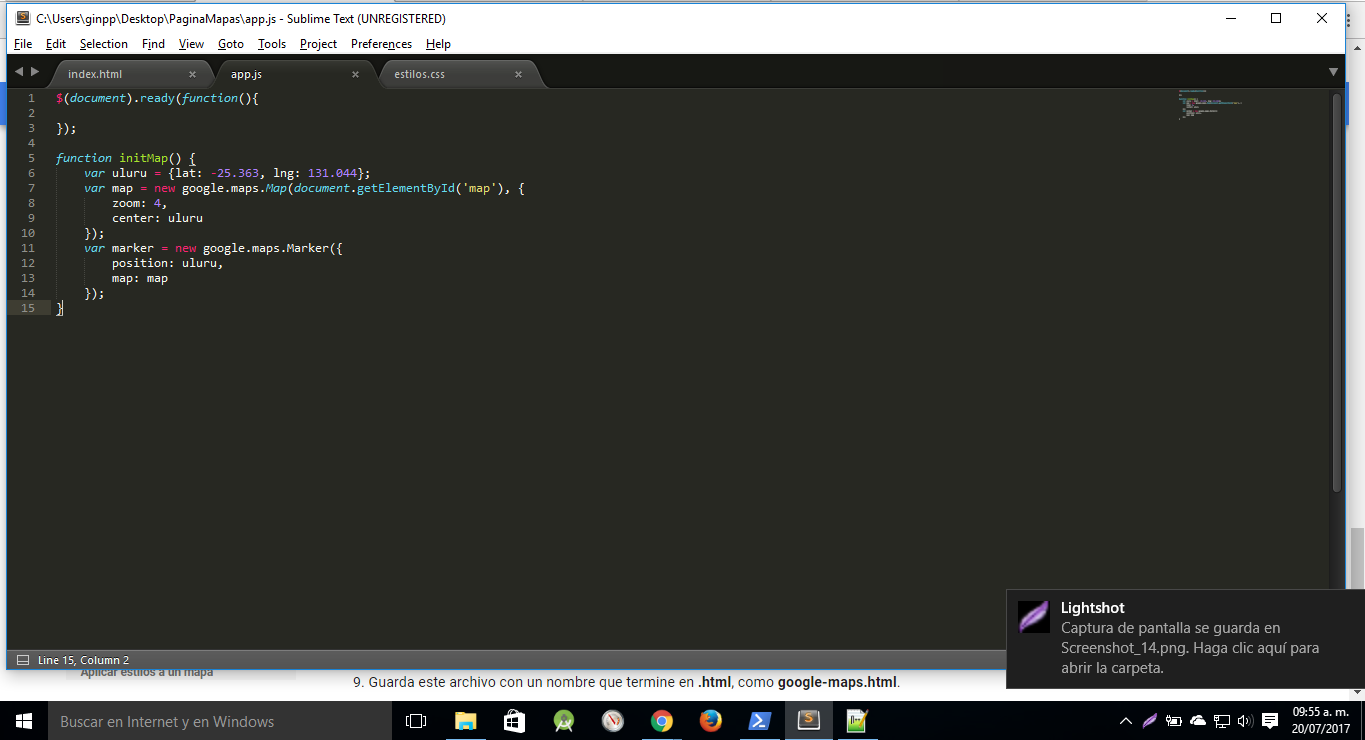 C:\Users\ginpp\Desktop\PaginaMapas\app.js - Sublime Text (UNREGISTERED)
File Edit Selection Find View Goto Tools Project Preferences Help
index.html × app.js × estilos.css ×
1 $(document).ready(function(){
2
3 });
4
5 function initMap() {
6 var uluru = {lat: -25.363, lng: 131.044};
7 var map = new google.maps.Map(document.getElementById('map'), {
8 zoom: 4,
9 center: uluru
10 });
11 var marker = new google.maps.Marker({
12 position: uluru,
13 map: map
14 });
15 }
Lightshot
Captura de pantalla se guarda en
Screenshot_14.png. Haga clic aquí para
abrir la carpeta.
Line 15, Column 2
Aplicar estilos a un mapa
9. Guarda este archivo con un nombre que termine en .html, como google-maps.html.
Buscar en Internet y en Windows
09:55 a. m.
20/07/2017